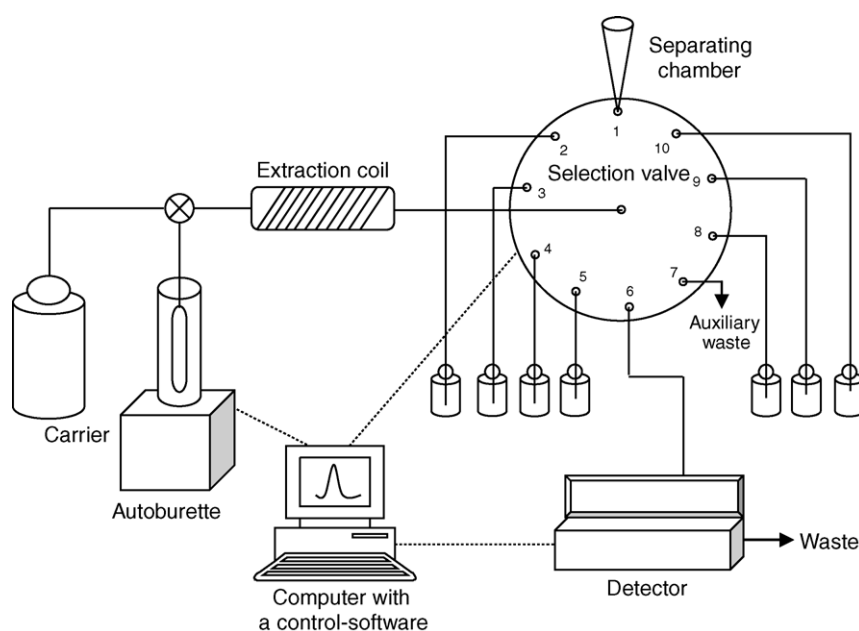 Separating
chamber
1
2
10
Extraction coil
Selection valve
3
9
4
8
5
6
7
Auxiliary
waste
Carrier
Autoburette
Waste
Detector
Computer with
a control-software